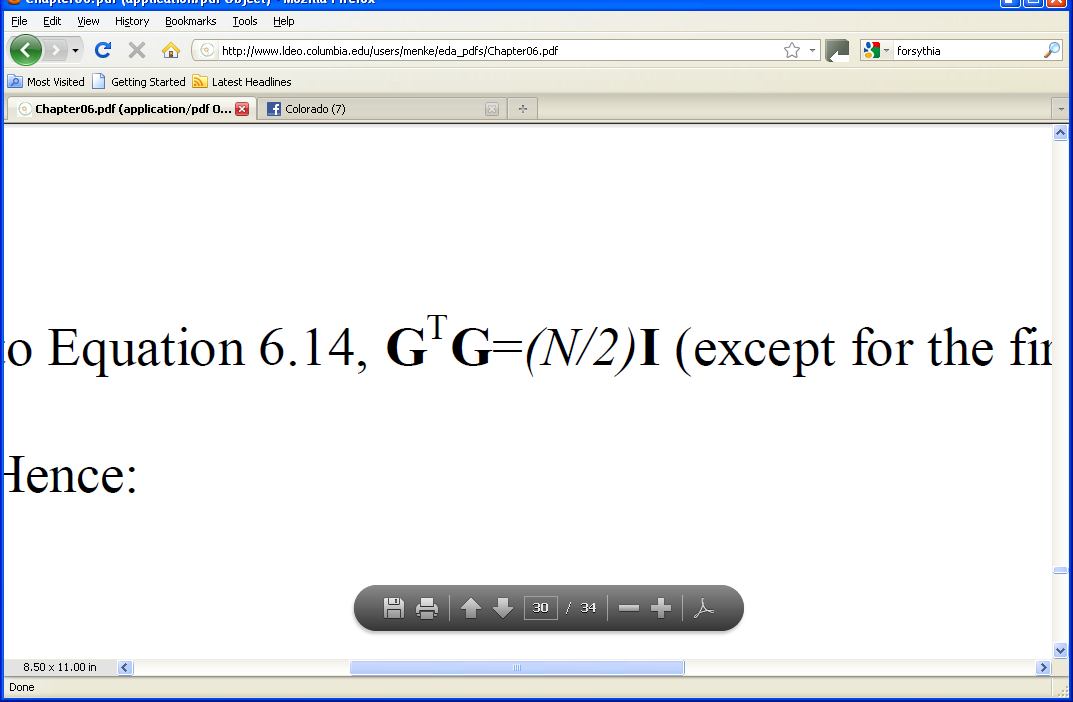 Chapter06.pdf (application/pdf Object) - Mozilla Firefox
File Edit View History Bookmarks Tools Help
http://www.ldeo.columbia.edu/users/menke/eda_pdfs/Chapter06.pdf forsythia
Most Visited Getting Started Latest Headlines
Chapter06.pdf (application/pdf O... Colorado (7)
o Equation 6.14, GᵀG=(N/2)I (except for the fir
Hence:
30 / 34
8.50 x 11.00 in
Done